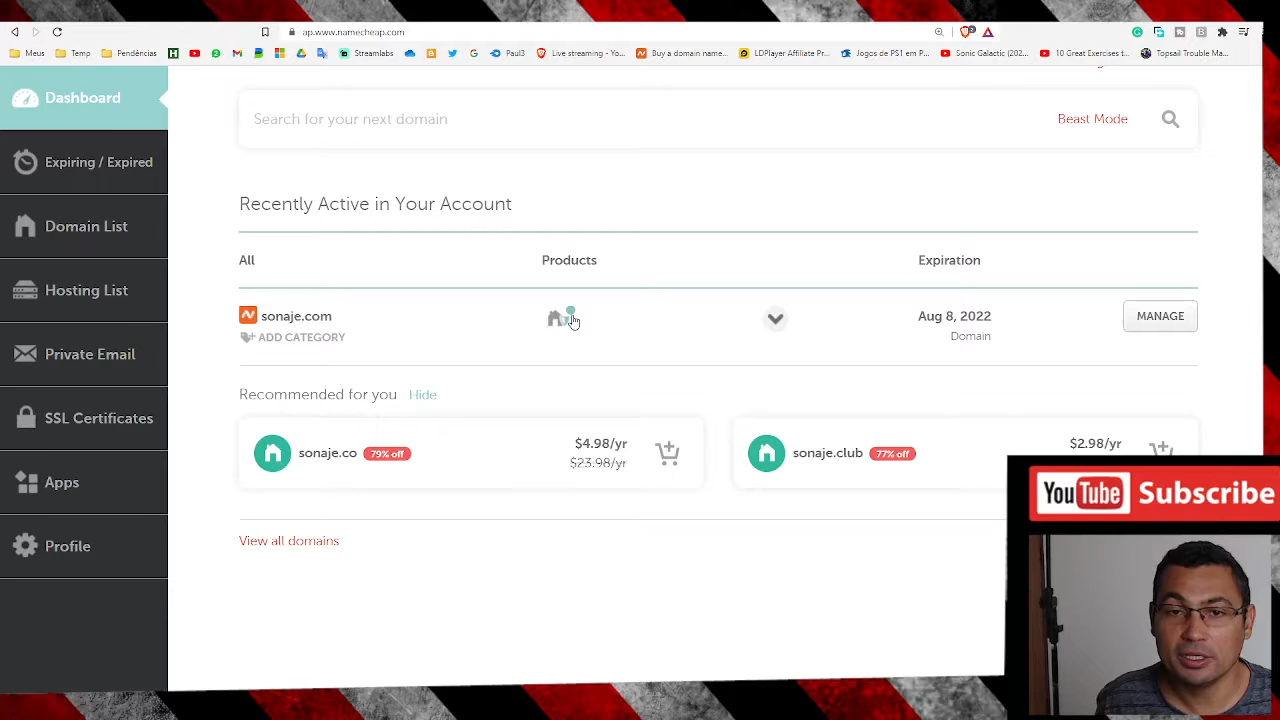 ap.www.namecheap.com
Meus
Temp
Pendências
Streamlabs
Paul3
Live streaming - Yo...
Buy a domain name...
LDPlayer Affiliate Pr...
Jogos de PS1 em P...
Sonic Galactic (202...
10 Great Exercises t...
Topsail Trouble Ma...
Dashboard
Search for your next domain
Beast Mode
Expiring / Expired
Domain List
Hosting List
Private Email
SSL Certificates
Apps
Profile
Recently Active in Your Account
All
Products
Expiration
sonaje.com
Aug 8, 2022
MANAGE
ADD CATEGORY
Domain
Recommended for you Hide
sonaje.co 79% off
$4.98/yr
$23.98/yr
sonaje.club 77% off
$2.98/yr
View all domains
YouTube Subscribe